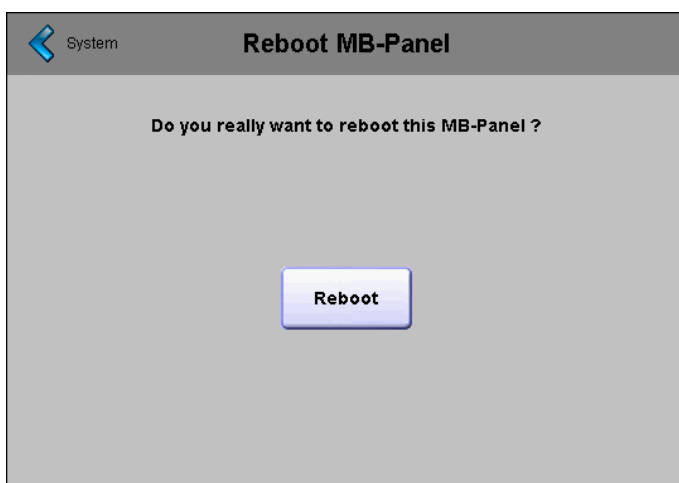 System
Reboot MB-Panel
Do you really want to reboot this MB-Panel ?
Reboot